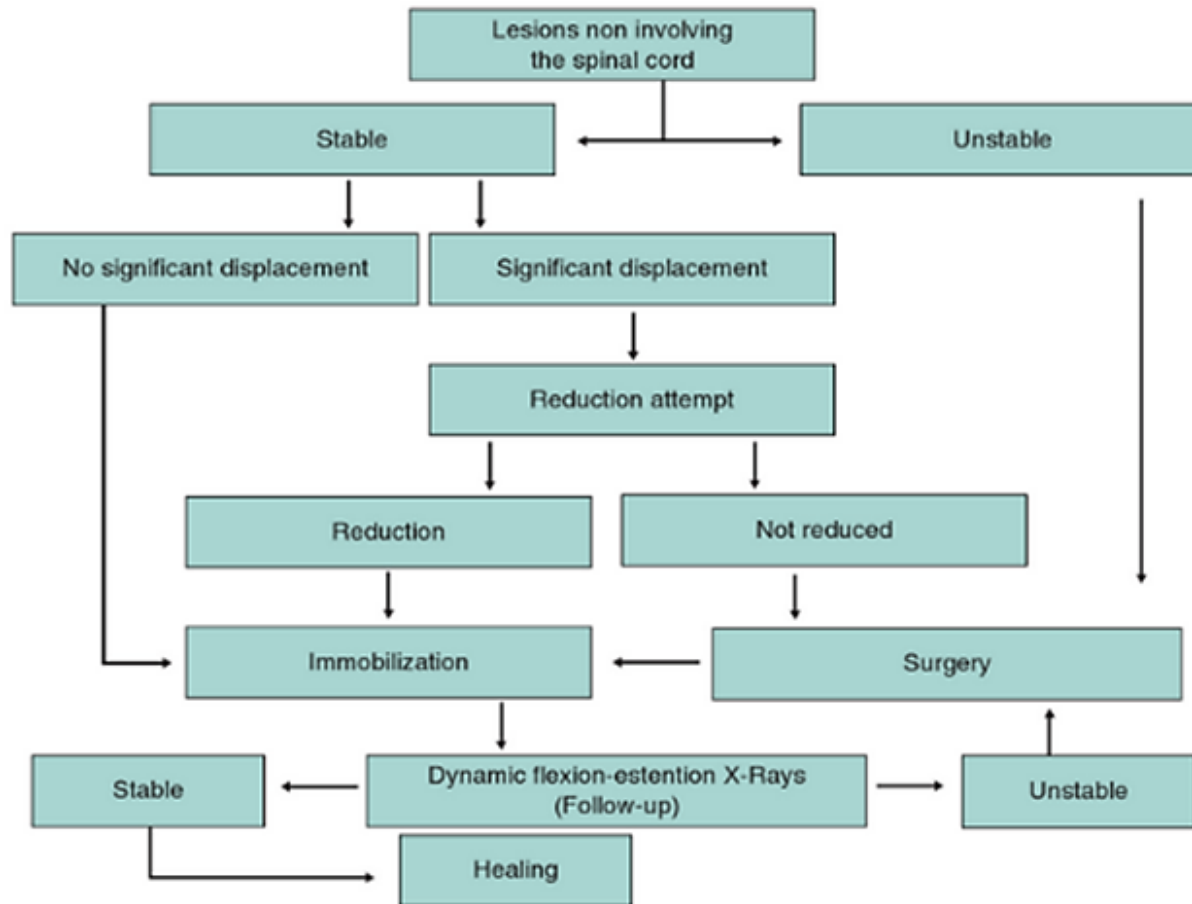 Lesions non involving
the spinal cord
Stable
Unstable
No significant displacement
Significant displacement
Reduction attempt
Reduction
Not reduced
Immobilization
Surgery
Stable
Dynamic flexion-estention X-Rays
(Follow-up)
Unstable
Healing